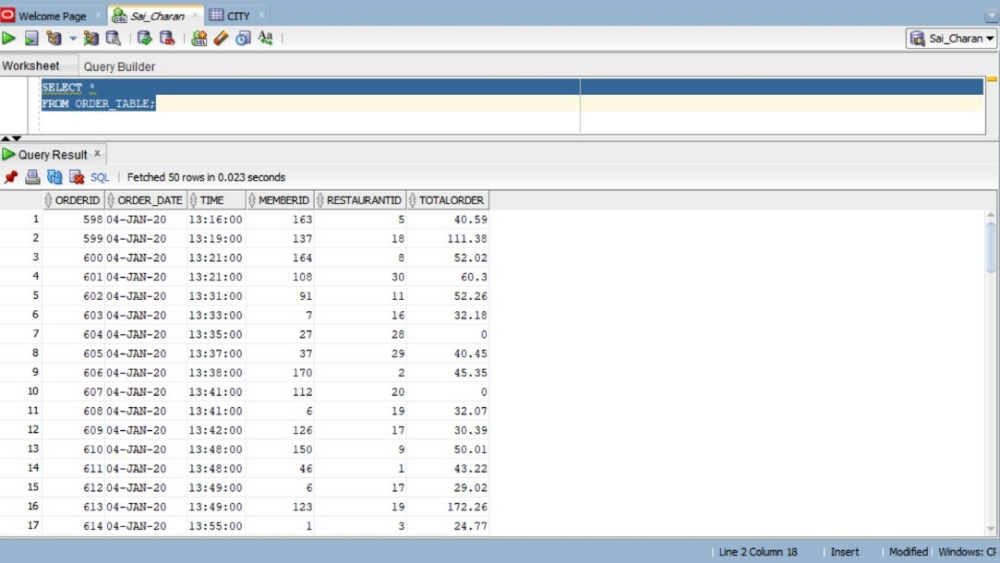 Welcome Page × Sai_Charan × CITY ×
Sai_Charan
Worksheet Query Builder
SELECT *
FROM ORDER_TABLE;
Query Result ×
SQL | Fetched 50 rows in 0.023 seconds
ORDERID ORDER_DATE TIME MEMBERID RESTAURANTID TOTALORDER
1 598 04-JAN-20 13:16:00 163 5 40.59
2 599 04-JAN-20 13:19:00 137 18 111.38
3 600 04-JAN-20 13:21:00 164 8 52.02
4 601 04-JAN-20 13:21:00 108 30 60.3
5 602 04-JAN-20 13:31:00 91 11 52.26
6 603 04-JAN-20 13:33:00 7 16 32.18
7 604 04-JAN-20 13:35:00 27 28 0
8 605 04-JAN-20 13:37:00 37 29 40.45
9 606 04-JAN-20 13:38:00 170 2 45.35
10 607 04-JAN-20 13:41:00 112 20 0
11 608 04-JAN-20 13:41:00 6 19 32.07
12 609 04-JAN-20 13:42:00 126 17 30.39
13 610 04-JAN-20 13:48:00 150 9 50.01
14 611 04-JAN-20 13:48:00 46 1 43.22
15 612 04-JAN-20 13:49:00 6 17 29.02
16 613 04-JAN-20 13:49:00 123 19 172.26
17 614 04-JAN-20 13:55:00 1 3 24.77
Line 2 Column 18 | Insert | Modified | Windows: